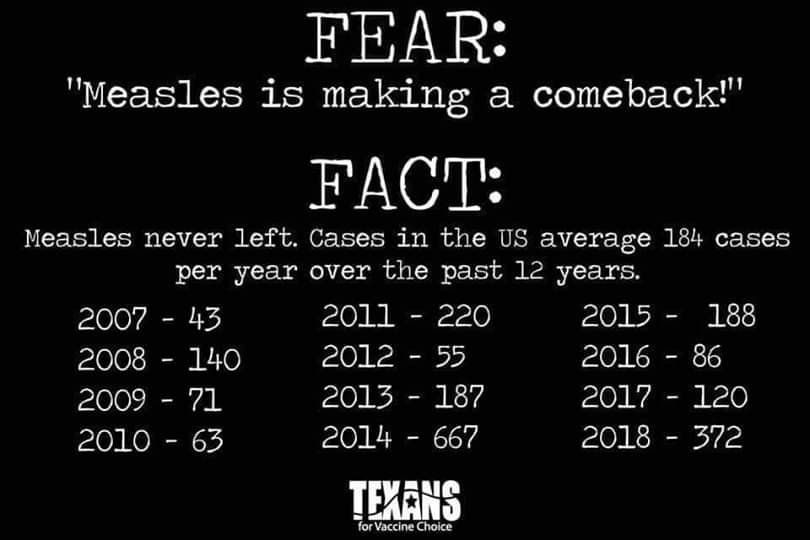 FEAR:
"Measles is making a comeback!"
FACT:
Measles never left. Cases in the US average 184 cases
per year over the past 12 years.
2007 - 43
2008 - 140
2009 - 71
2010 - 63
2011 - 220
2012 - 55
2013 - 187
2014 - 667
2015 - 188
2016 - 86
2017 - 120
2018 - 372
TEXANS
for Vaccine Choice